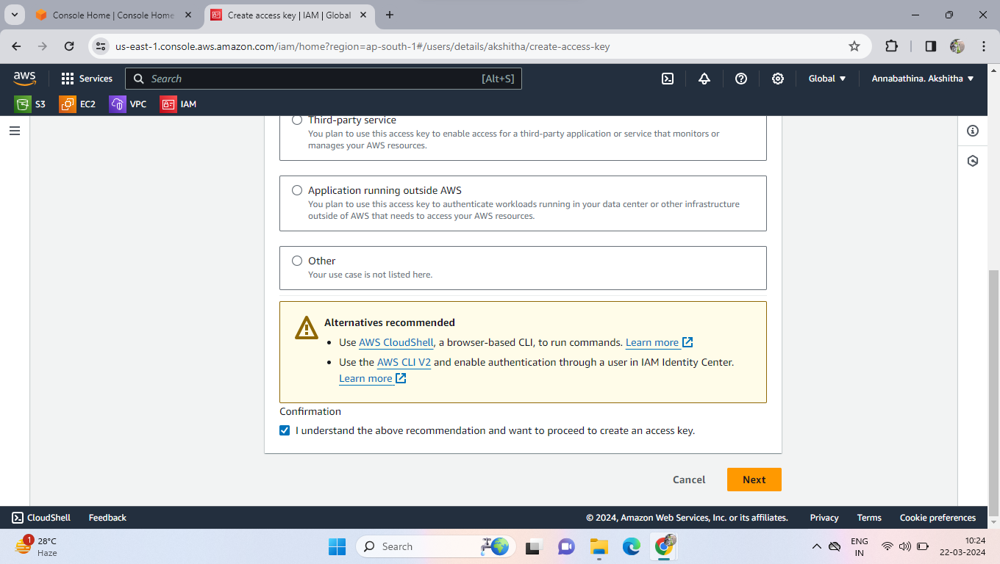 Console Home | Console Home
Create access key | IAM | Global
us-east-1.console.aws.amazon.com/iam/home?region=ap-south-1#/users/details/akshitha/create-access-key
aws
Services
Search
[Alt+S]
Global
Annabathina. Akshitha
S3
EC2
VPC
IAM
Third-party service
You plan to use this access key to enable access for a third-party application or service that monitors or
manages your AWS resources.
Application running outside AWS
You plan to use this access key to authenticate workloads running in your data center or other infrastructure
outside of AWS that needs to access your AWS resources.
Other
Your use case is not listed here.
Alternatives recommended
• Use AWS CloudShell, a browser-based CLI, to run commands. Learn more
• Use the AWS CLI V2 and enable authentication through a user in IAM Identity Center.
Learn more
Confirmation
I understand the above recommendation and want to proceed to create an access key.
Cancel
Next
CloudShell
Feedback
© 2024, Amazon Web Services, Inc. or its affiliates.
Privacy
Terms
Cookie preferences
1
28°C
Haze
Search
ENG
IN
10:24
22-03-2024